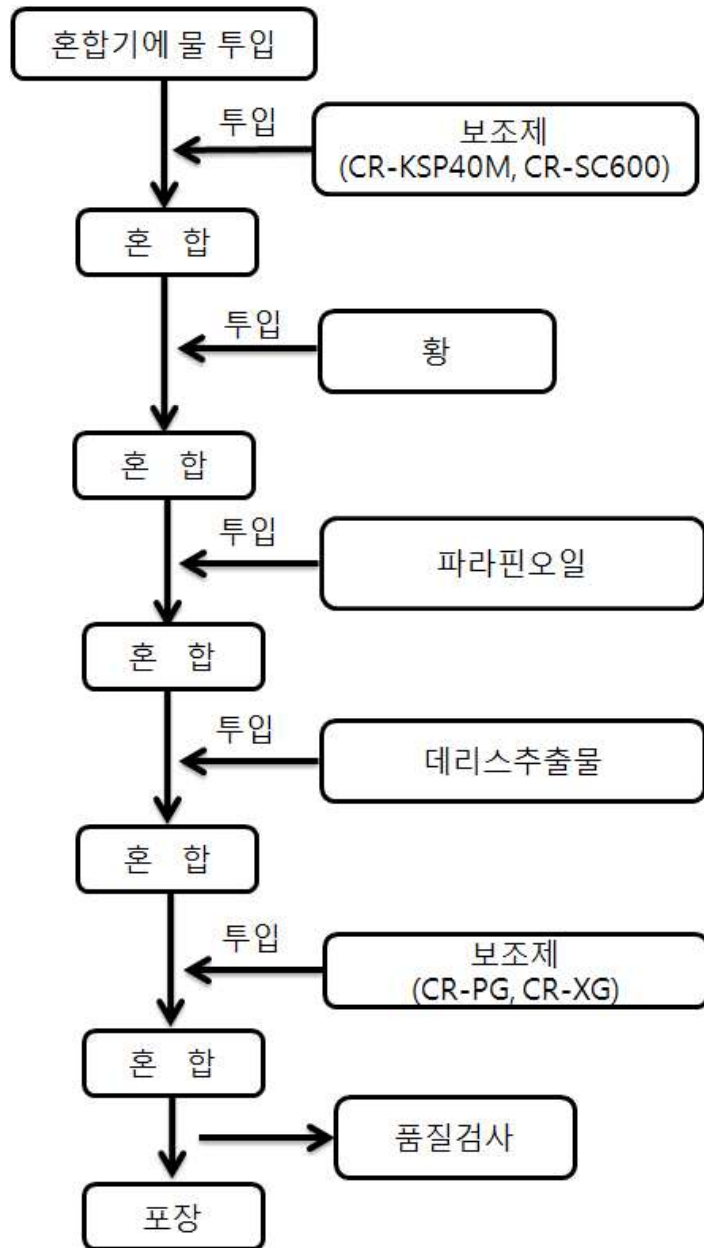 혼합기에 물 투입
투입
보조제
(CR-KSP40M, CR-SC600)
혼 합
투입
황
혼 합
투입
파라핀오일
혼 합
투입
데리스추출물
혼 합
투입
보조제
(CR-PG, CR-XG)
혼 합
품질검사
포장